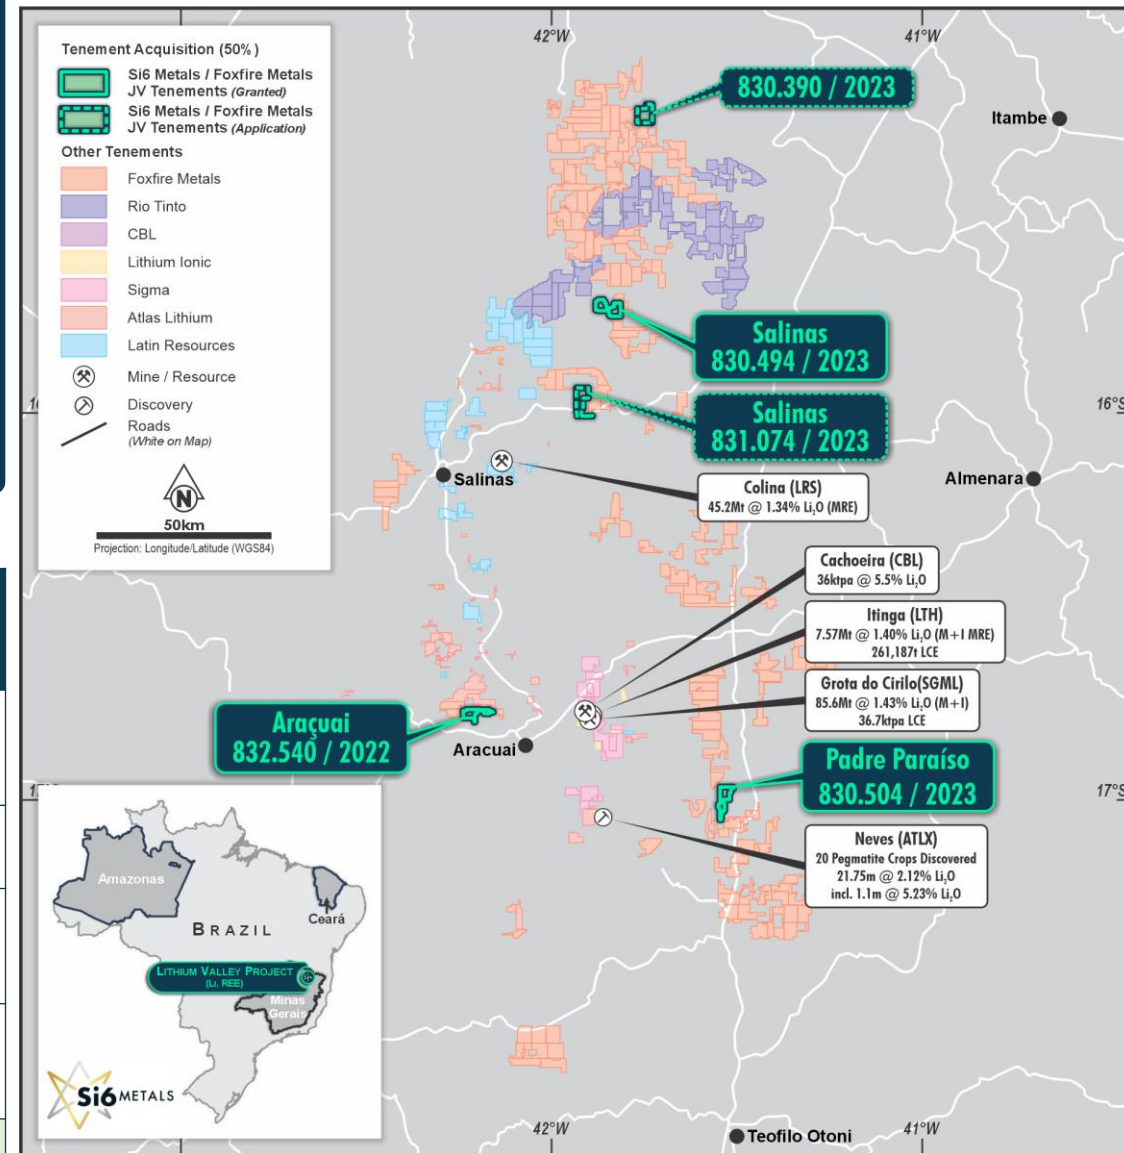 Tenement Acquisition (50%)
Si6 Metals / Foxfire Metals
JV Tenements (Granted)
Si6 Metals / Foxfire Metals
JV Tenements (Application)
Other Tenements
Foxfire Metals
Rio Tinto
CBL
Lithium Ionic
Sigma
Atlas Lithium
Latin Resources
Mine / Resource
Discovery
Roads
(White on Map)
N
50km
Projection: Longitude/Latitude (WGS84)
42°W
41°W
830.390 / 2023
Itambe
Salinas
830.494 / 2023
Salinas
831.074 / 2023
16°S
Salinas
Almenara
Colina (LRS)
45.2Mt @ 1.34% Li₂O (MRE)
Cachoeira (CBL)
36ktpa @ 5.5% Li₂O
Itinga (LTH)
7.57Mt @ 1.40% Li₂O (M+I MRE)
261,187t LCE
Grota do Cirilo(SGML)
85.6Mt @ 1.43% Li₂O (M+I)
36.7ktpa LCE
Araçuai
832.540 / 2022
Aracuai
Padre Paraíso
830.504 / 2023
17°S
Neves (ATLX)
20 Pegmatite Crops Discovered
21.75m @ 2.12% Li₂O
incl. 1.1m @ 5.23% Li₂O
Amazonas
Ceará
BRAZIL
LITHIUM VALLEY PROJECT
(Li, REE)
Minas
Gerais
Si6 METALS
42°W
41°W
Teofilo Otoni